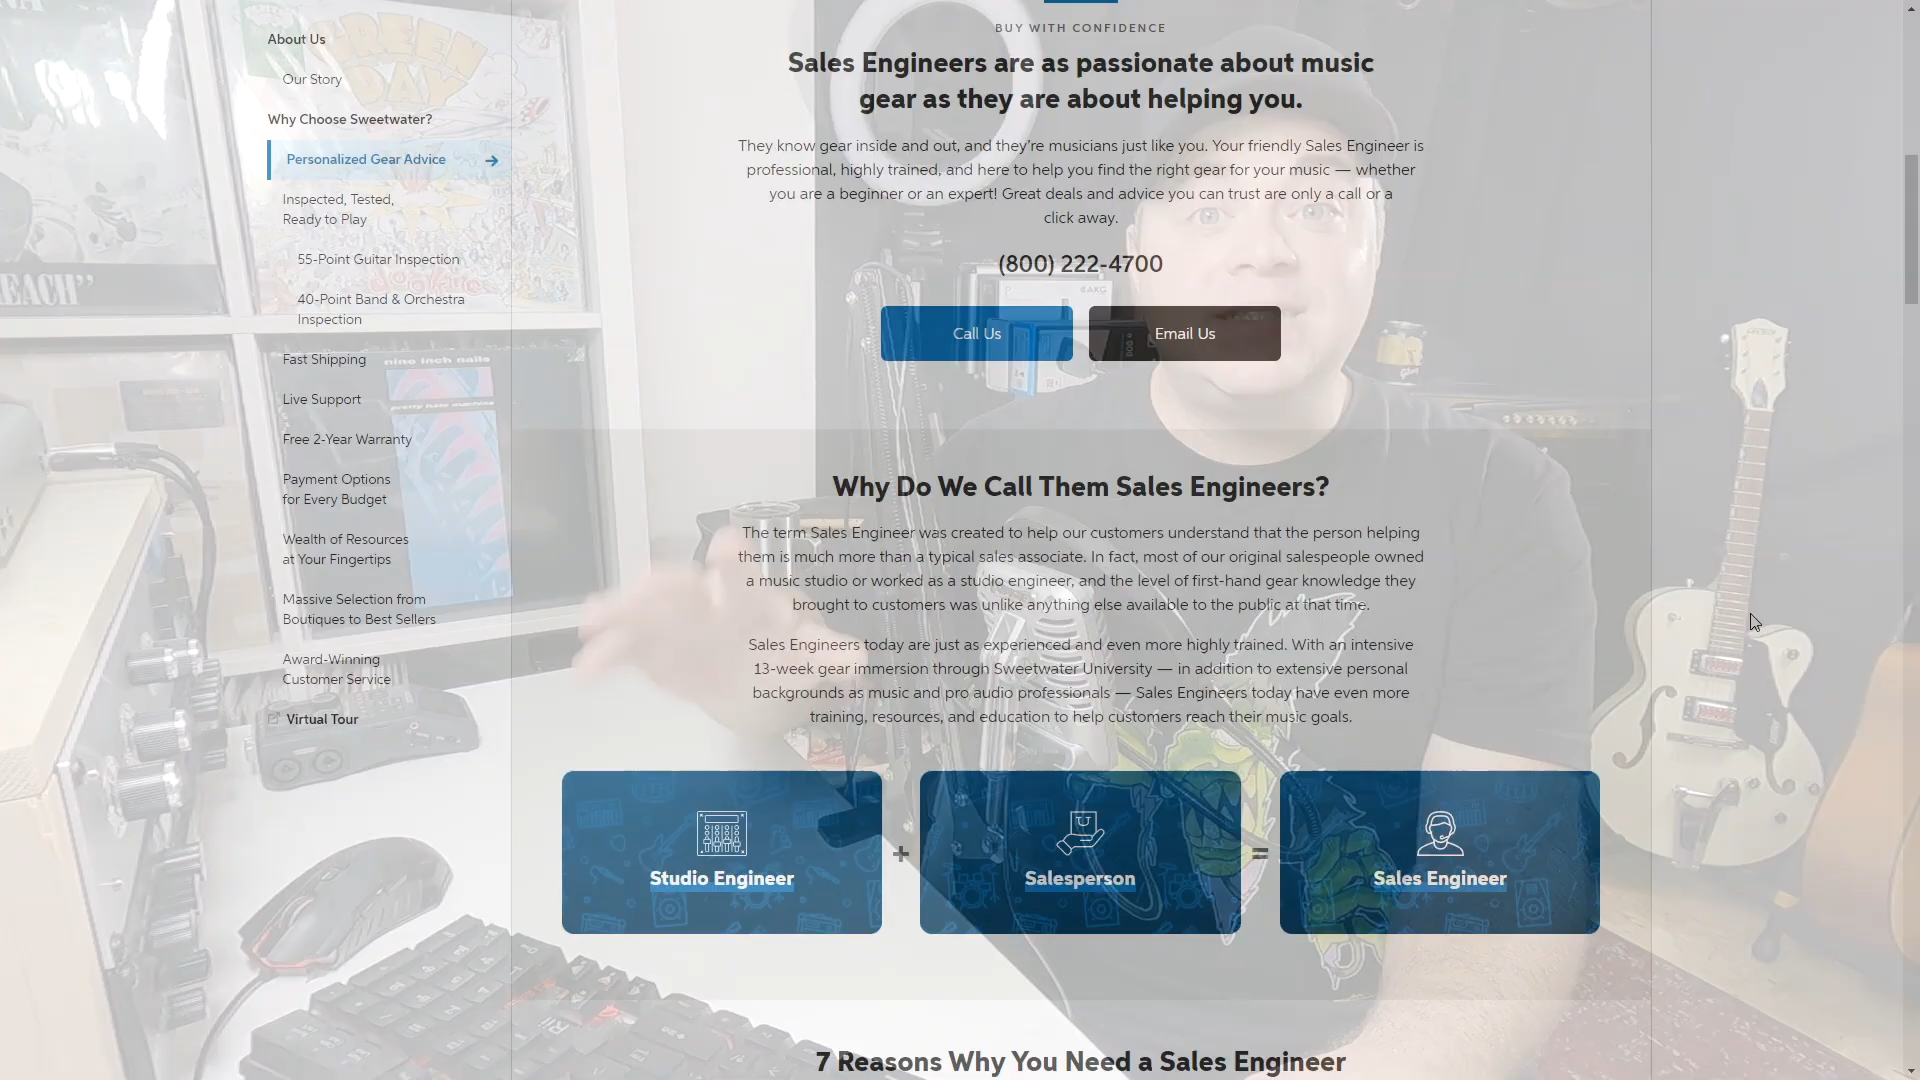 About Us
Our Story
Why Choose Sweetwater?
Personalized Gear Advice
Inspected, Tested,
Ready to Play
55-Point Guitar Inspection
40-Point Band & Orchestra
Inspection
Fast Shipping
Live Support
Free 2-Year Warranty
Payment Options
for Every Budget
Wealth of Resources
at Your Fingertips
Massive Selection from
Boutiques to Best Sellers
Award-Winning
Customer Service
Virtual Tour
BUY WITH CONFIDENCE
Sales Engineers are as passionate about music
gear as they are about helping you.
They know gear inside and out, and they’re musicians just like you. Your friendly Sales Engineer is
professional, highly trained, and here to help you find the right gear for your music — whether
you are a beginner or an expert! Great deals and advice you can trust are only a call or a
click away.
(800) 222-4700
Call Us
Email Us
Why Do We Call Them Sales Engineers?
The term Sales Engineer was created to help our customers understand that the person helping
them is much more than a typical sales associate. In fact, most of our original salespeople owned
a music studio or worked as a studio engineer, and the level of first-hand gear knowledge they
brought to customers was unlike anything else available to the public at that time.
Sales Engineers today are just as experienced and even more highly trained. With an intensive
13-week gear immersion through Sweetwater University — in addition to extensive personal
backgrounds as music and pro audio professionals — Sales Engineers today have even more
training, resources, and education to help customers reach their music goals.
Studio Engineer
+
Salesperson
=
Sales Engineer
7 Reasons Why You Need a Sales Engineer
GREEN
DAY
dookie
EACH”
nine inch nails
pretty hate machine
AKG